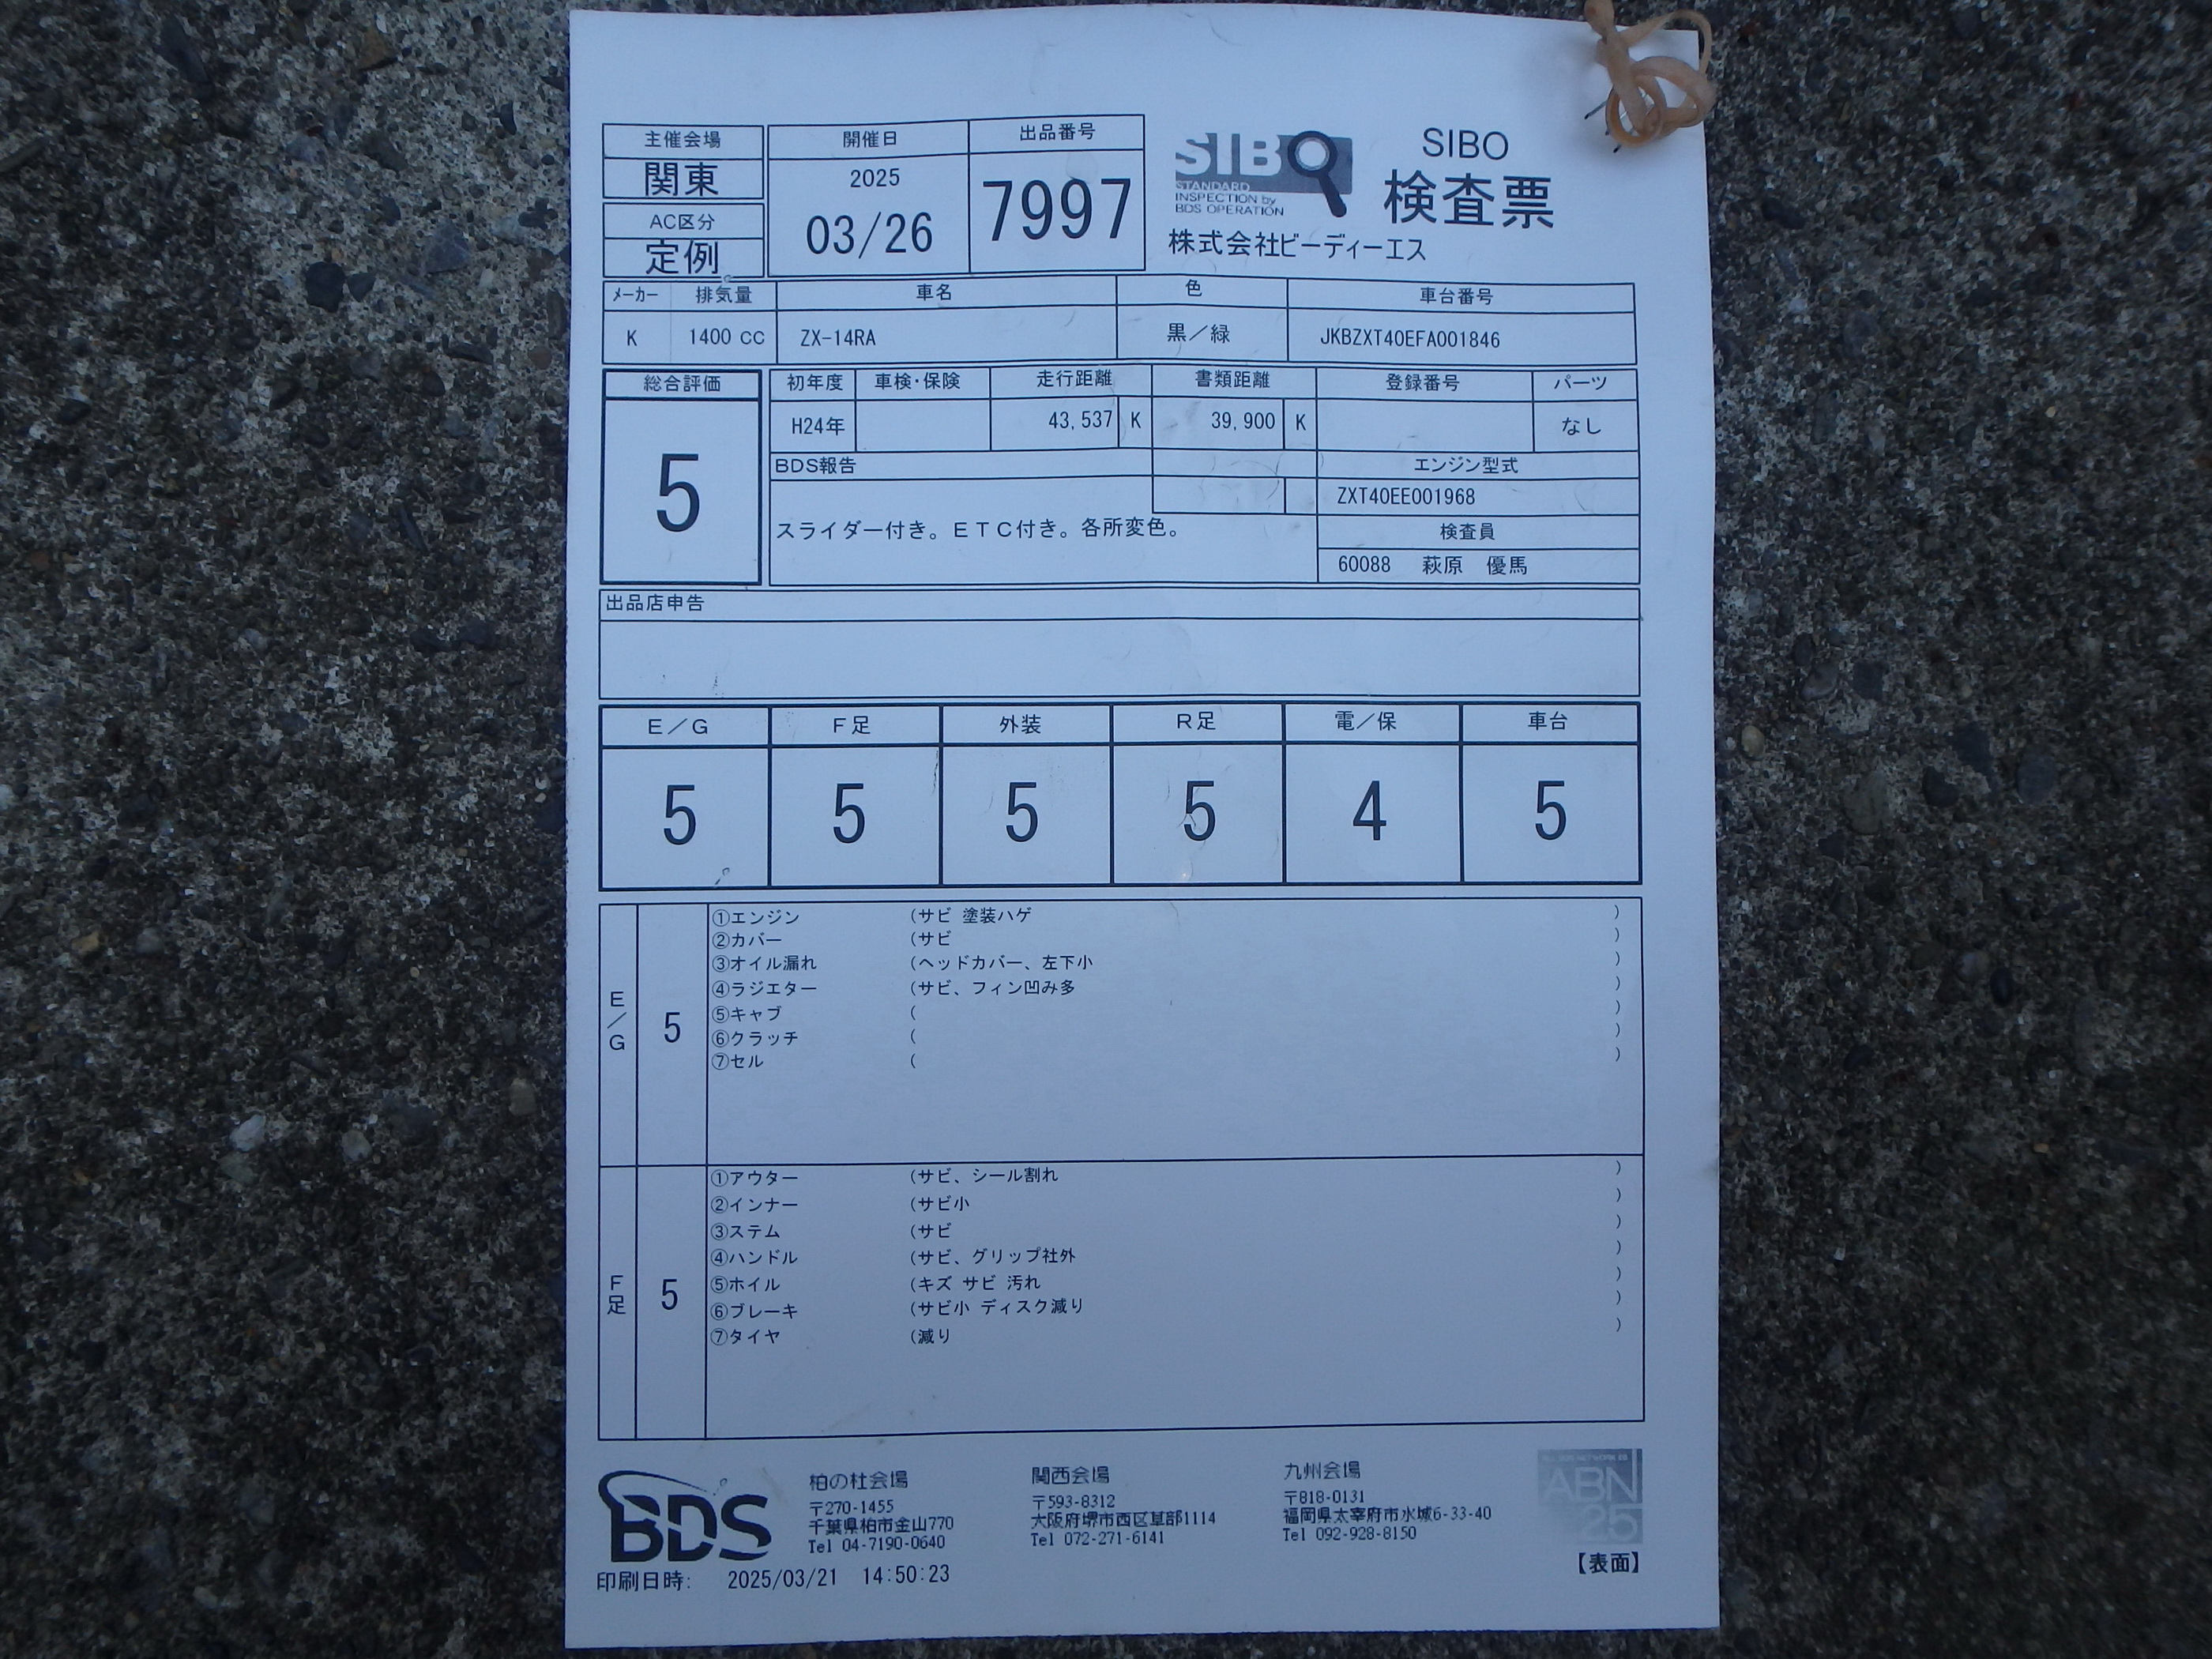 主催会場 開催日 出品番号
関東 2025 03/26 7997
AC区分
定例
SIBO
STANDARD
INSPECTION by
BDS OPERATION
SIBO
検査票
株式会社ビーディーエス
メーカー 排気量 車名 色 車台番号
K 1400 CC ZX-14RA 黒／緑 JKBZXT40EFA001846
総合評価 初年度 車検・保険 走行距離 書類距離 登録番号 パーツ
5 H24年 43,537 K 39,900 K なし
BDS報告 エンジン型式
ZXT40EE001968
スライダー付き。ＥＴＣ付き。各所変色。 検査員
60088 萩原 優馬
出品店申告
Ｅ／Ｇ Ｆ足 外装 Ｒ足 電／保 車台
5 5 5 5 4 5
Ｅ／Ｇ 5
①エンジン (サビ 塗装ハゲ )
②カバー (サビ )
③オイル漏れ (ヘッドカバー、左下小 )
④ラジエター (サビ、フィン凹み多 )
⑤キャブ ( )
⑥クラッチ ( )
⑦セル ( )
Ｆ足 5
①アウター (サビ、シール割れ )
②インナー (サビ小 )
③ステム (サビ )
④ハンドル (サビ、グリップ社外 )
⑤ホイル (キズ サビ 汚れ )
⑥ブレーキ (サビ小 ディスク減り )
⑦タイヤ (減り )
BDS
柏の杜会場
〒270-1455
千葉県柏市金山770
Tel 04-7190-0640
関西会場
〒593-8312
大阪府堺市西区草部1114
Tel 072-271-6141
九州会場
〒818-0131
福岡県太宰府市水城6-33-40
Tel 092-928-8150
ABN
25
【表面】
印刷日時: 2025/03/21 14:50:23